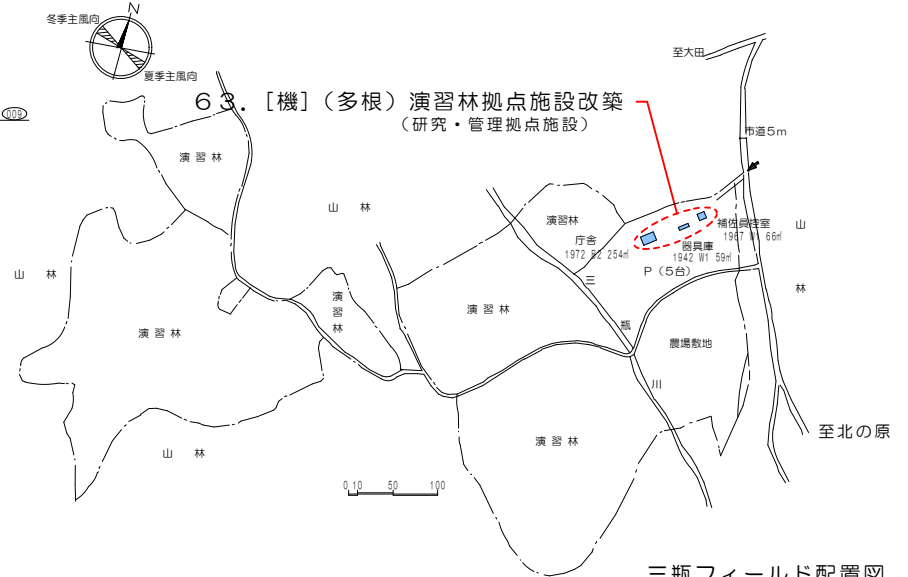 N
冬季主風向
夏季主風向
009
至大田
63. [機] (多根) 演習林拠点施設改築
(研究・管理拠点施設)
市道5m
演習林
山林
演習林
補佐員控室
1967 W1 66㎡
山林
庁舎
1972 R2 254㎡
器具庫
1942 W1 59㎡
P (5台)
山林
演習林
演習林
演習林
三瓶川
農場敷地
至北の原
演習林
山林
0 10 50 100
三瓶フィールド配置図